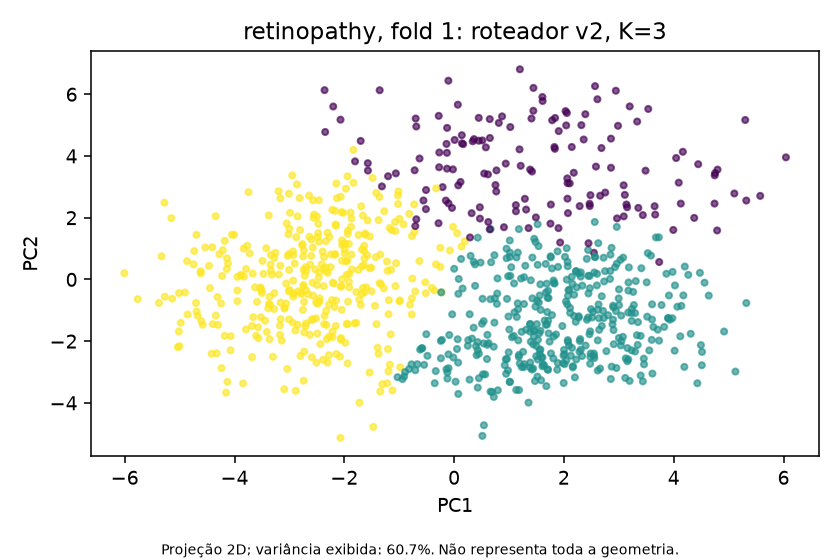 retinopathy, fold 1: roteador v2, K=3
6
4
2
0
−2
−4
PC2
−6 −4 −2 0 2 4 6
PC1
Projeção 2D; variância exibida: 60.7%. Não representa toda a geometria.